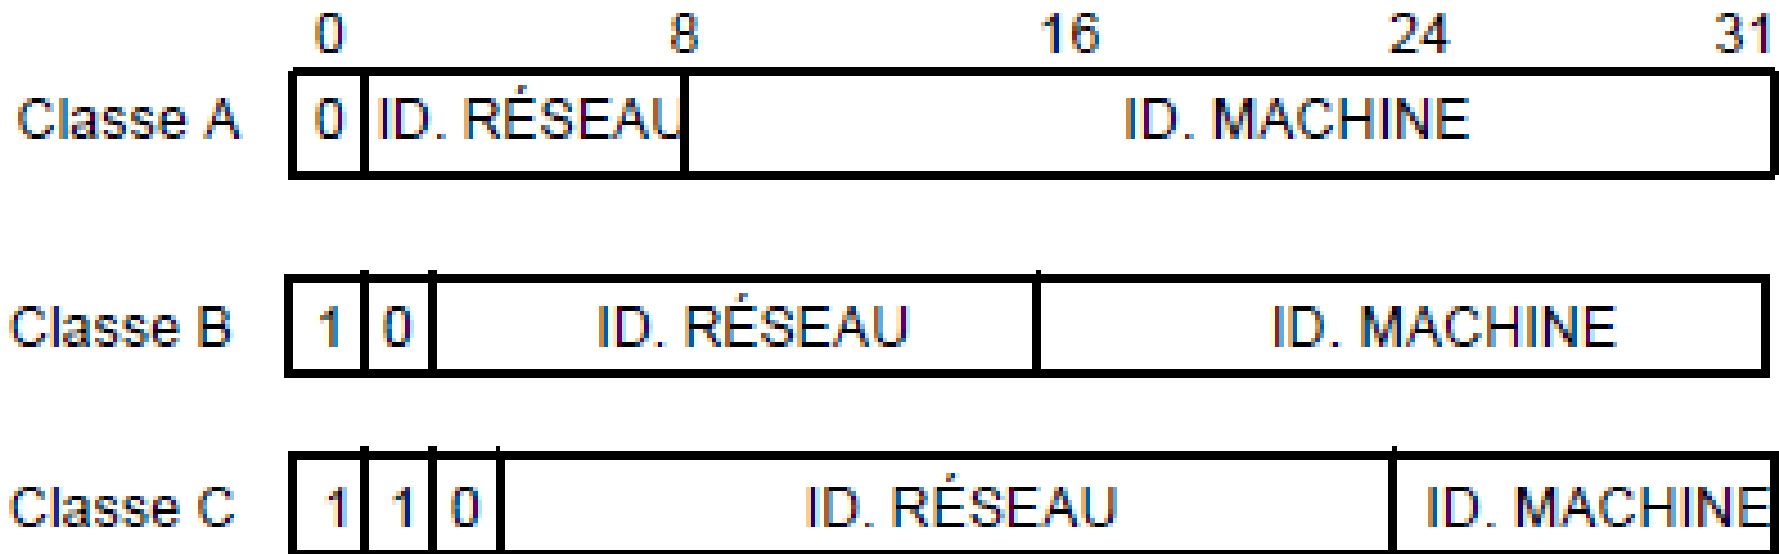 0 8 16 24 31
Classe A 0 ID. RÉSEAU ID. MACHINE
Classe B 1 0 ID. RÉSEAU ID. MACHINE
Classe C 1 1 0 ID. RÉSEAU ID. MACHINE